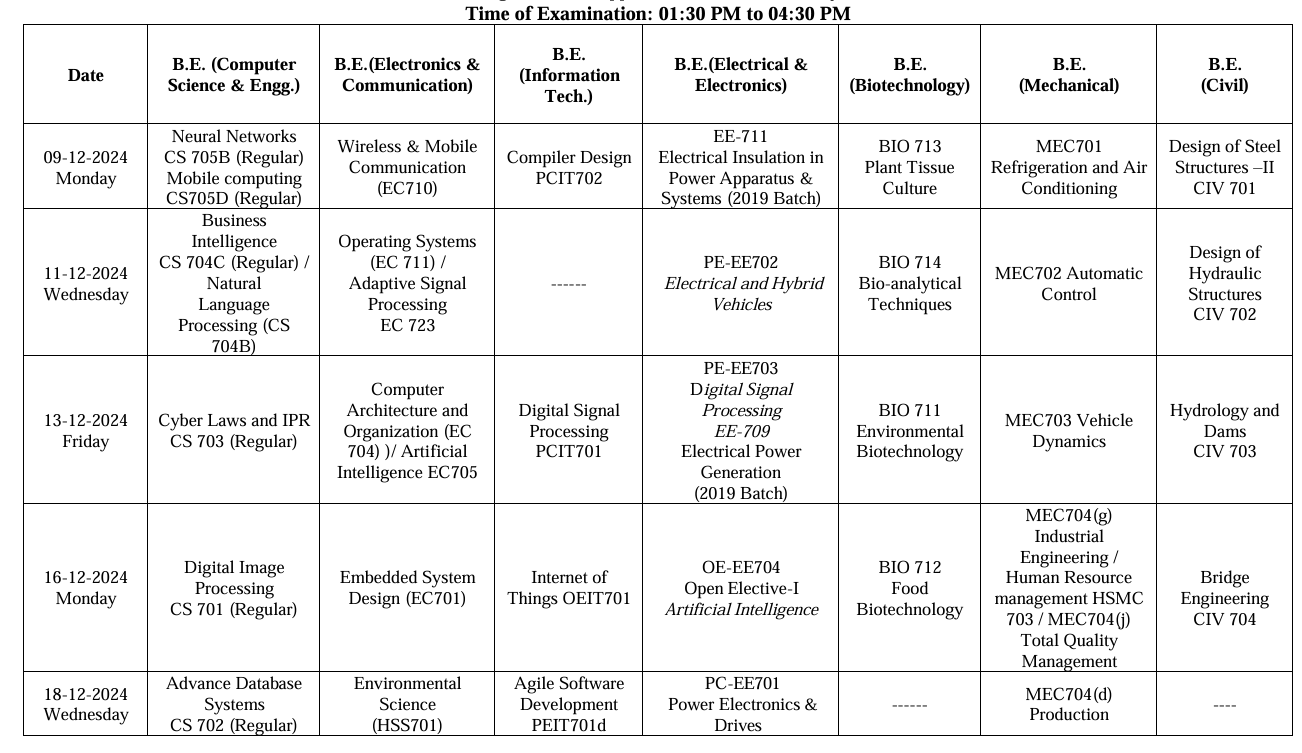 Time of Examination: 01:30 PM to 04:30 PM
Date
B.E. (Computer
Science & Engg.)
B.E.(Electronics &
Communication)
B.E.
(Information
Tech.)
B.E.(Electrical &
Electronics)
B.E.
(Biotechnology)
B.E.
(Mechanical)
B.E.
(Civil)
09-12-2024
Monday
Neural Networks
CS 705B (Regular)
Mobile computing
CS705D (Regular)
Wireless & Mobile
Communication
(EC710)
Compiler Design
PCIT702
EE-711
Electrical Insulation in
Power Apparatus &
Systems (2019 Batch)
BIO 713
Plant Tissue
Culture
MEC701
Refrigeration and Air
Conditioning
Design of Steel
Structures –II
CIV 701
11-12-2024
Wednesday
Business
Intelligence
CS 704C (Regular) /
Natural
Language
Processing (CS
704B)
Operating Systems
(EC 711) /
Adaptive Signal
Processing
EC 723
------
PE-EE702
Electrical and Hybrid
Vehicles
BIO 714
Bio-analytical
Techniques
MEC702 Automatic
Control
Design of
Hydraulic
Structures
CIV 702
13-12-2024
Friday
Cyber Laws and IPR
CS 703 (Regular)
Computer
Architecture and
Organization (EC
704) )/ Artificial
Intelligence EC705
Digital Signal
Processing
PCIT701
PE-EE703
Digital Signal
Processing
EE-709
Electrical Power
Generation
(2019 Batch)
BIO 711
Environmental
Biotechnology
MEC703 Vehicle
Dynamics
Hydrology and
Dams
CIV 703
16-12-2024
Monday
Digital Image
Processing
CS 701 (Regular)
Embedded System
Design (EC701)
Internet of
Things OEIT701
OE-EE704
Open Elective-I
Artificial Intelligence
BIO 712
Food
Biotechnology
MEC704(g)
Industrial
Engineering /
Human Resource
management HSMC
703 / MEC704(j)
Total Quality
Management
Bridge
Engineering
CIV 704
18-12-2024
Wednesday
Advance Database
Systems
CS 702 (Regular)
Environmental
Science
(HSS701)
Agile Software
Development
PEIT701d
PC-EE701
Power Electronics &
Drives
------
MEC704(d)
Production
----